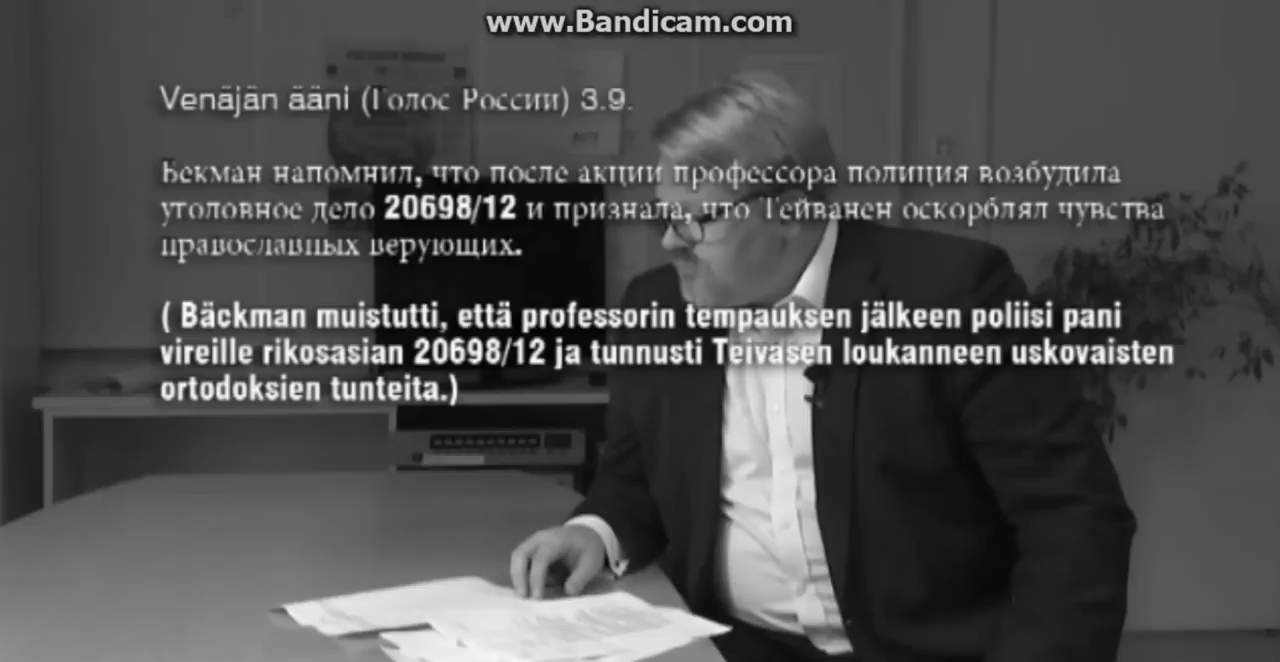 www.Bandicam.com
Venäjän ääni (Голос России) 3.9.
Бекман напомнил, что после акции профессора полиция возбудила
уголовное дело 20698/12 и признала, что Тейванен оскорблял чувства
православных верующих.
( Bäckman muistutti, että professorin tempauksen jälkeen poliisi pani
vireille rikosasian 20698/12 ja tunnusti Teivasen loukanneen uskovaisten
ortodoksien tunteita.)